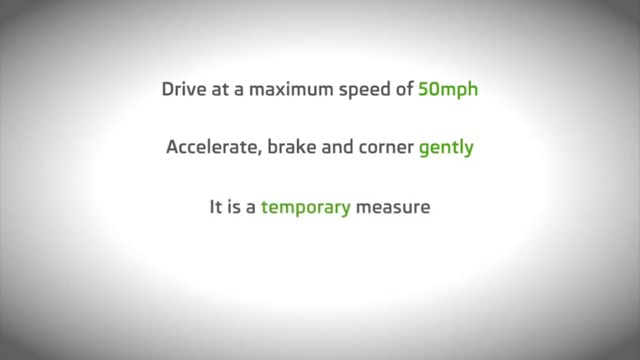 Drive at a maximum speed of 50mph
Accelerate, brake and corner gently
It is a temporary measure